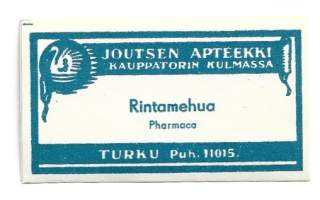 JOUTSEN APTEEKKI
KAUPPATORIN KULMASSA
Rintamehua
Pharmaca
TURKU Puh. 11015.